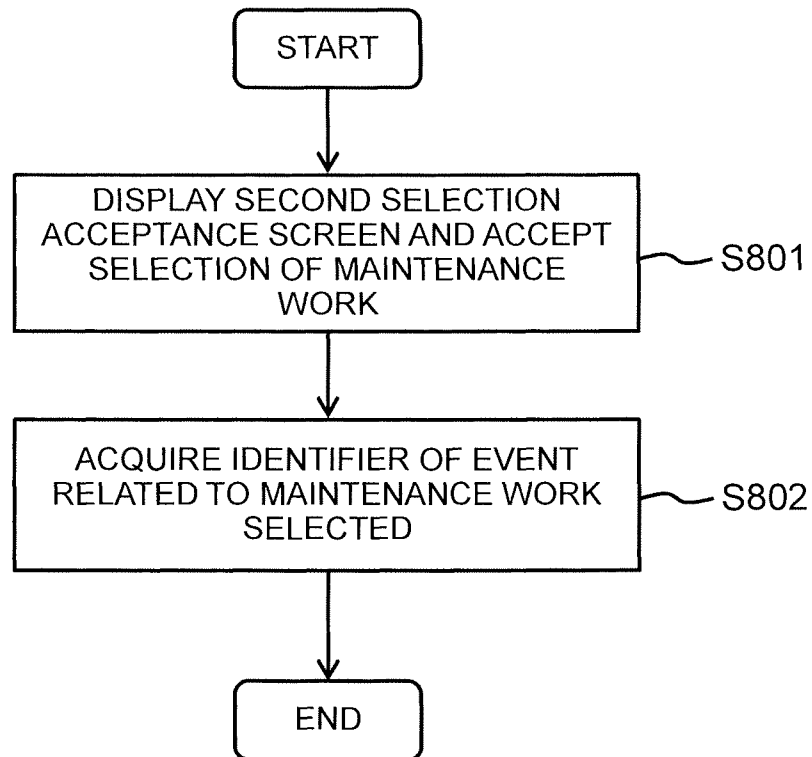 START
DISPLAY SECOND SELECTION
ACCEPTANCE SCREEN AND ACCEPT
SELECTION OF MAINTENANCE
WORK
S801
ACQUIRE IDENTIFIER OF EVENT
RELATED TO MAINTENANCE WORK
SELECTED
S802
END